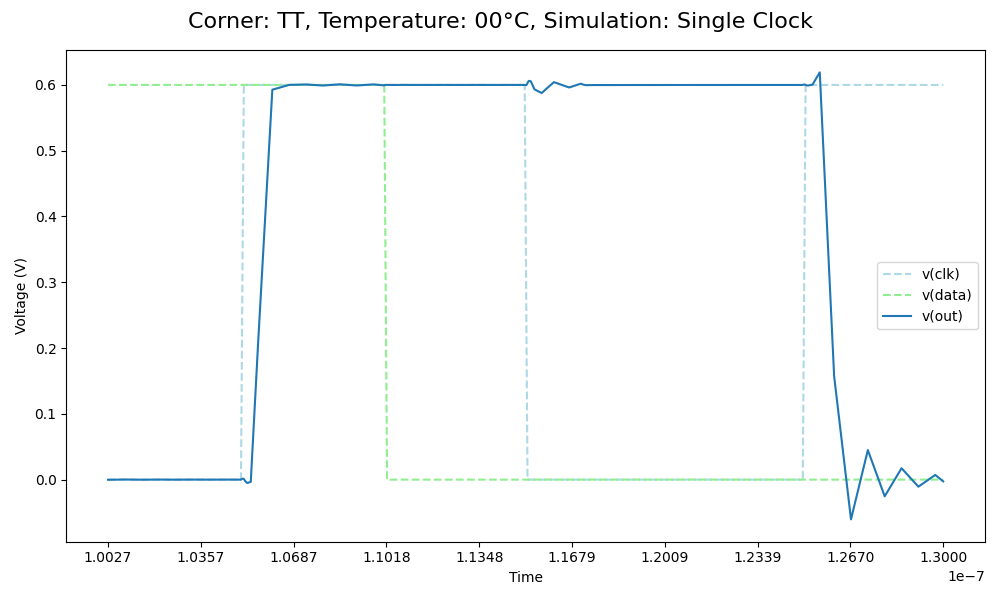 Corner: TT, Temperature: 00°C, Simulation: Single Clock
Voltage (V)
0.6
0.5
0.4
0.3
0.2
0.1
0.0
v(clk)
v(data)
v(out)
1.0027 1.0357 1.0687 1.1018 1.1348 1.1679 1.2009 1.2339 1.2670 1.3000
1e−7
Time